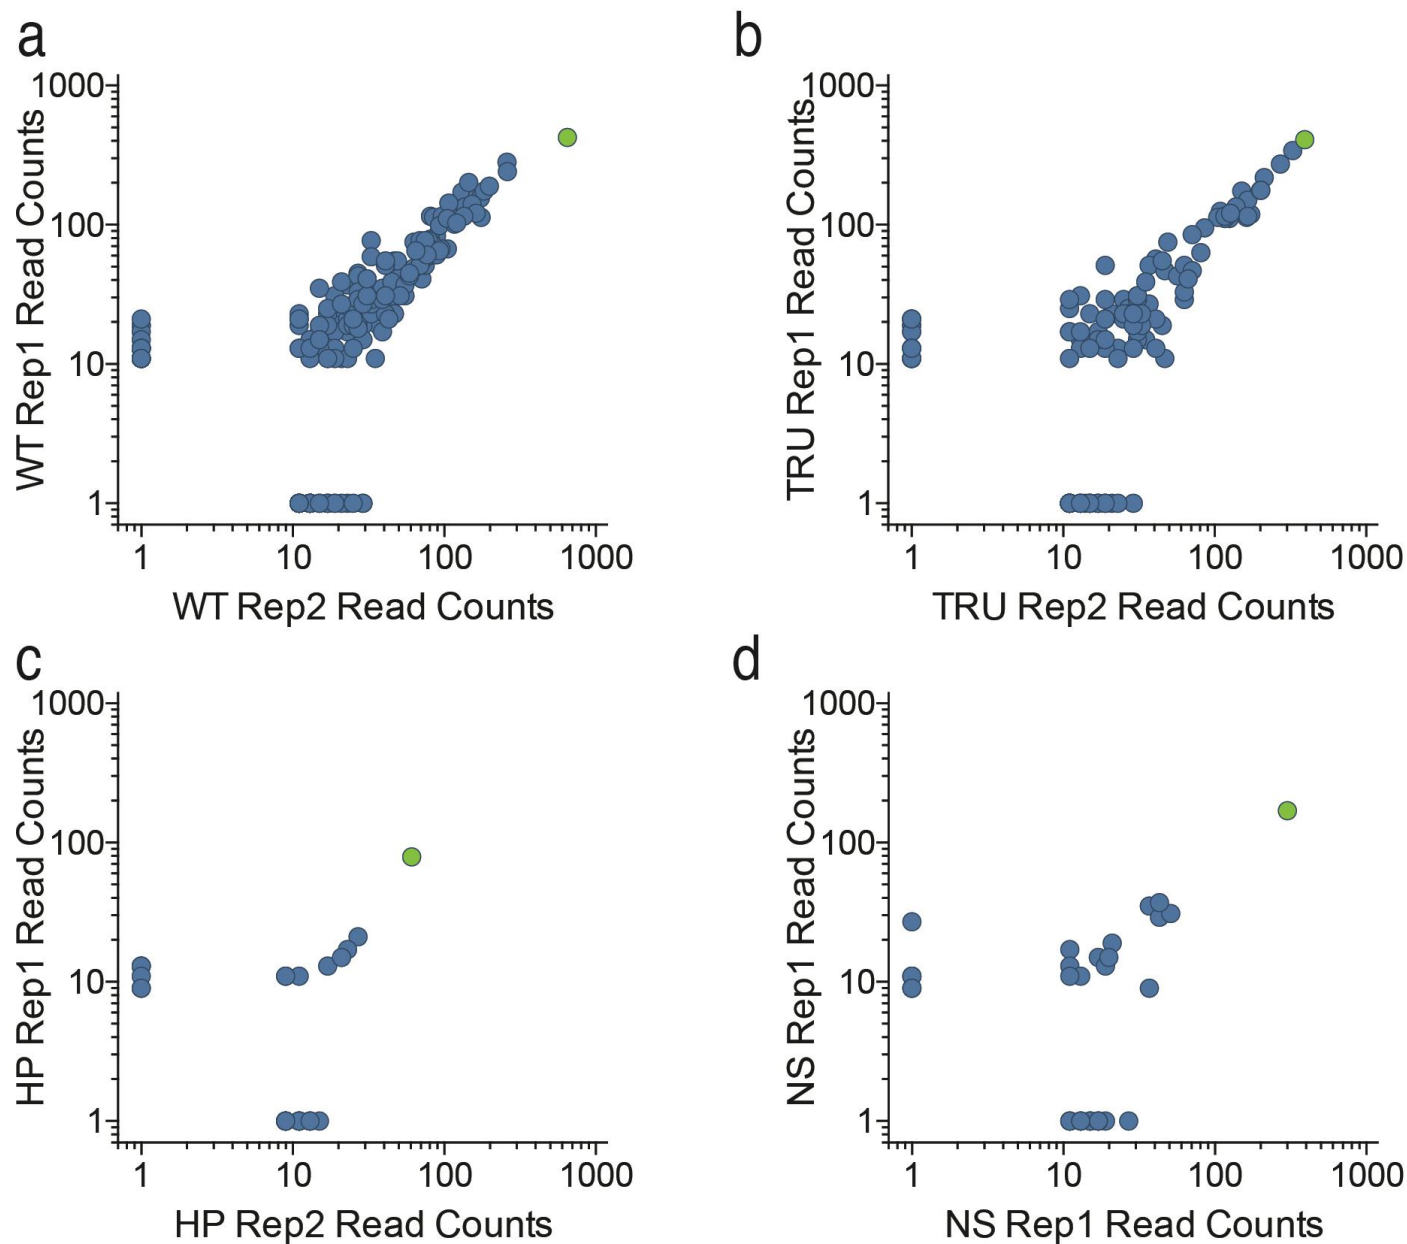 a
WT Rep1 Read Counts
1000
100
10
1
1 10 100 1000
WT Rep2 Read Counts
b
TRU Rep1 Read Counts
1000
100
10
1
1 10 100 1000
TRU Rep2 Read Counts
c
HP Rep1 Read Counts
1000
100
10
1
1 10 100 1000
HP Rep2 Read Counts
d
NS Rep1 Read Counts
1000
100
10
1
1 10 100 1000
NS Rep1 Read Counts